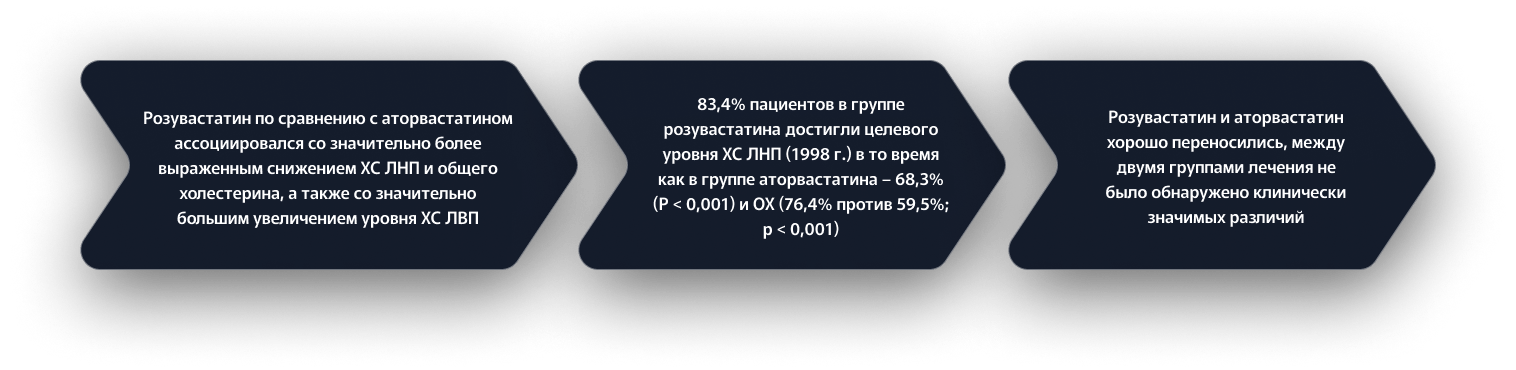 Розувастатин по сравнению с аторвастатином
ассоциировался со значительно более
выраженным снижением ХС ЛНП и общего
холестерина, а также со значительно
большим увеличением уровня ХС ЛВП
83,4% пациентов в группе
розувастатина достигли целевого
уровня ХС ЛНП (1998 г.) в то время
как в группе аторвастатина – 68,3%
(P < 0,001) и ОХ (76,4% против 59,5%;
p < 0,001)
Розувастатин и аторвастатин
хорошо переносились, между
двумя группами лечения не
было обнаружено клинически
значимых различий